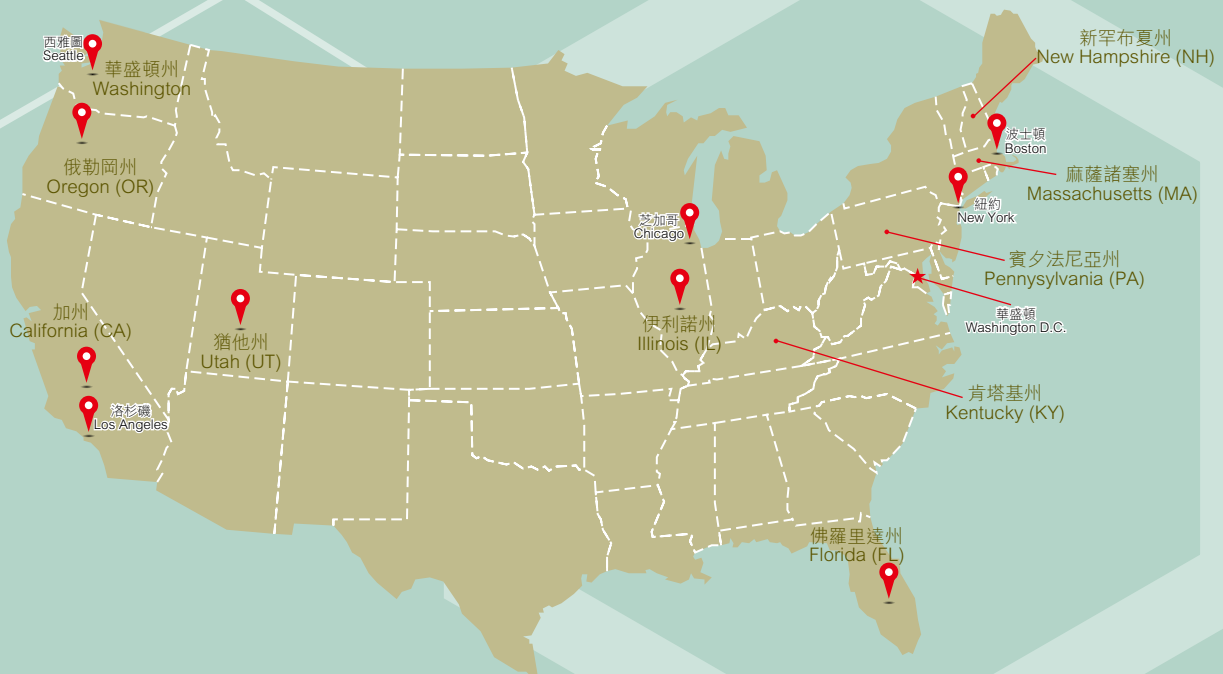 西雅圖
Seattle
華盛頓州
Washington
俄勒岡州
Oregon (OR)
加州
California (CA)
洛杉磯
Los Angeles
猶他州
Utah (UT)
芝加哥
Chicago
伊利諾州
Illinois (IL)
新罕布夏州
New Hampshire (NH)
波士頓
Boston
麻薩諸塞州
Massachusetts (MA)
紐約
New York
賓夕法尼亞州
Pennysylvania (PA)
華盛頓
Washington D.C.
肯塔基州
Kentucky (KY)
佛羅里達州
Florida (FL)